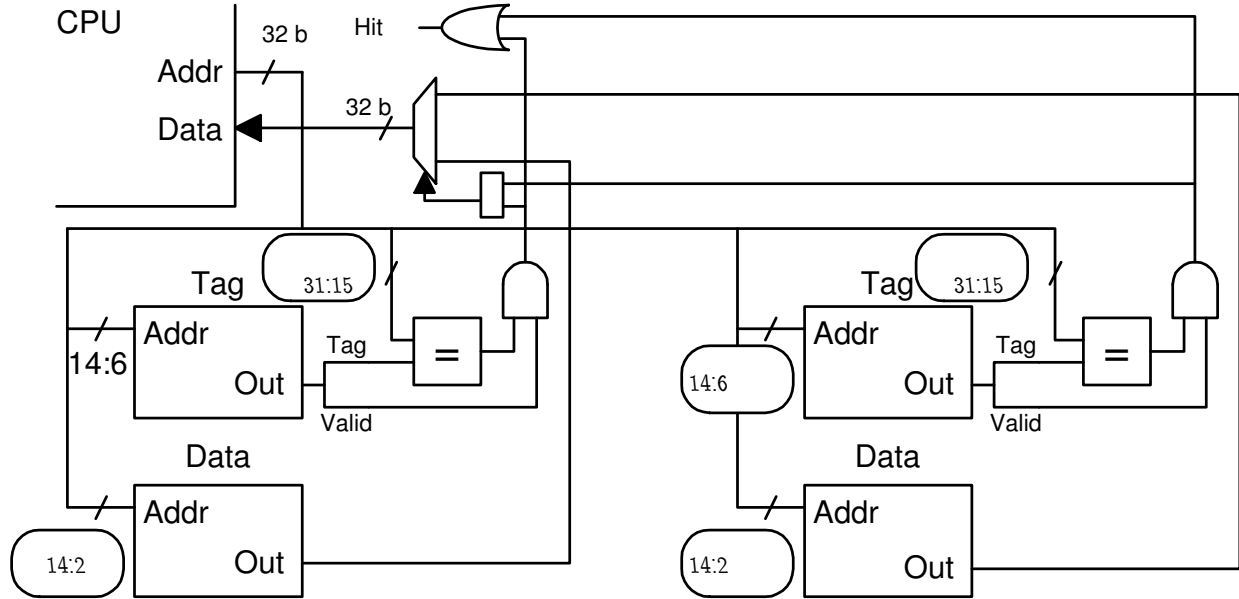 CPU
32 b
Hit
Addr
32 b
Data
Tag
31:15
Tag
31:15
Addr
=
Tag
Out
Valid
14:6
Addr
=
Tag
Out
Valid
14:6
Data
Data
Addr
Out
14:2
Addr
Out
14:2